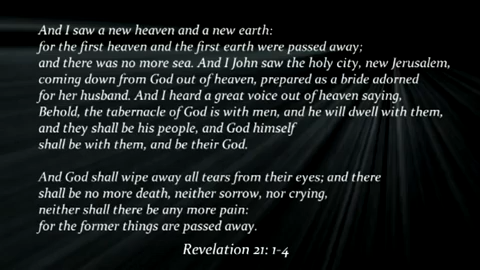 And I saw a new heaven and a new earth:
for the first heaven and the first earth were passed away;
and there was no more sea. And I John saw the holy city, new Jerusalem,
coming down from God out of heaven, prepared as a bride adorned
for her husband. And I heard a great voice out of heaven saying,
Behold, the tabernacle of God is with men, and he will dwell with them,
and they shall be his people, and God himself
shall be with them, and be their God.
And God shall wipe away all tears from their eyes; and there
shall be no more death, neither sorrow, nor crying,
neither shall there be any more pain:
for the former things are passed away.
Revelation 21: 1-4